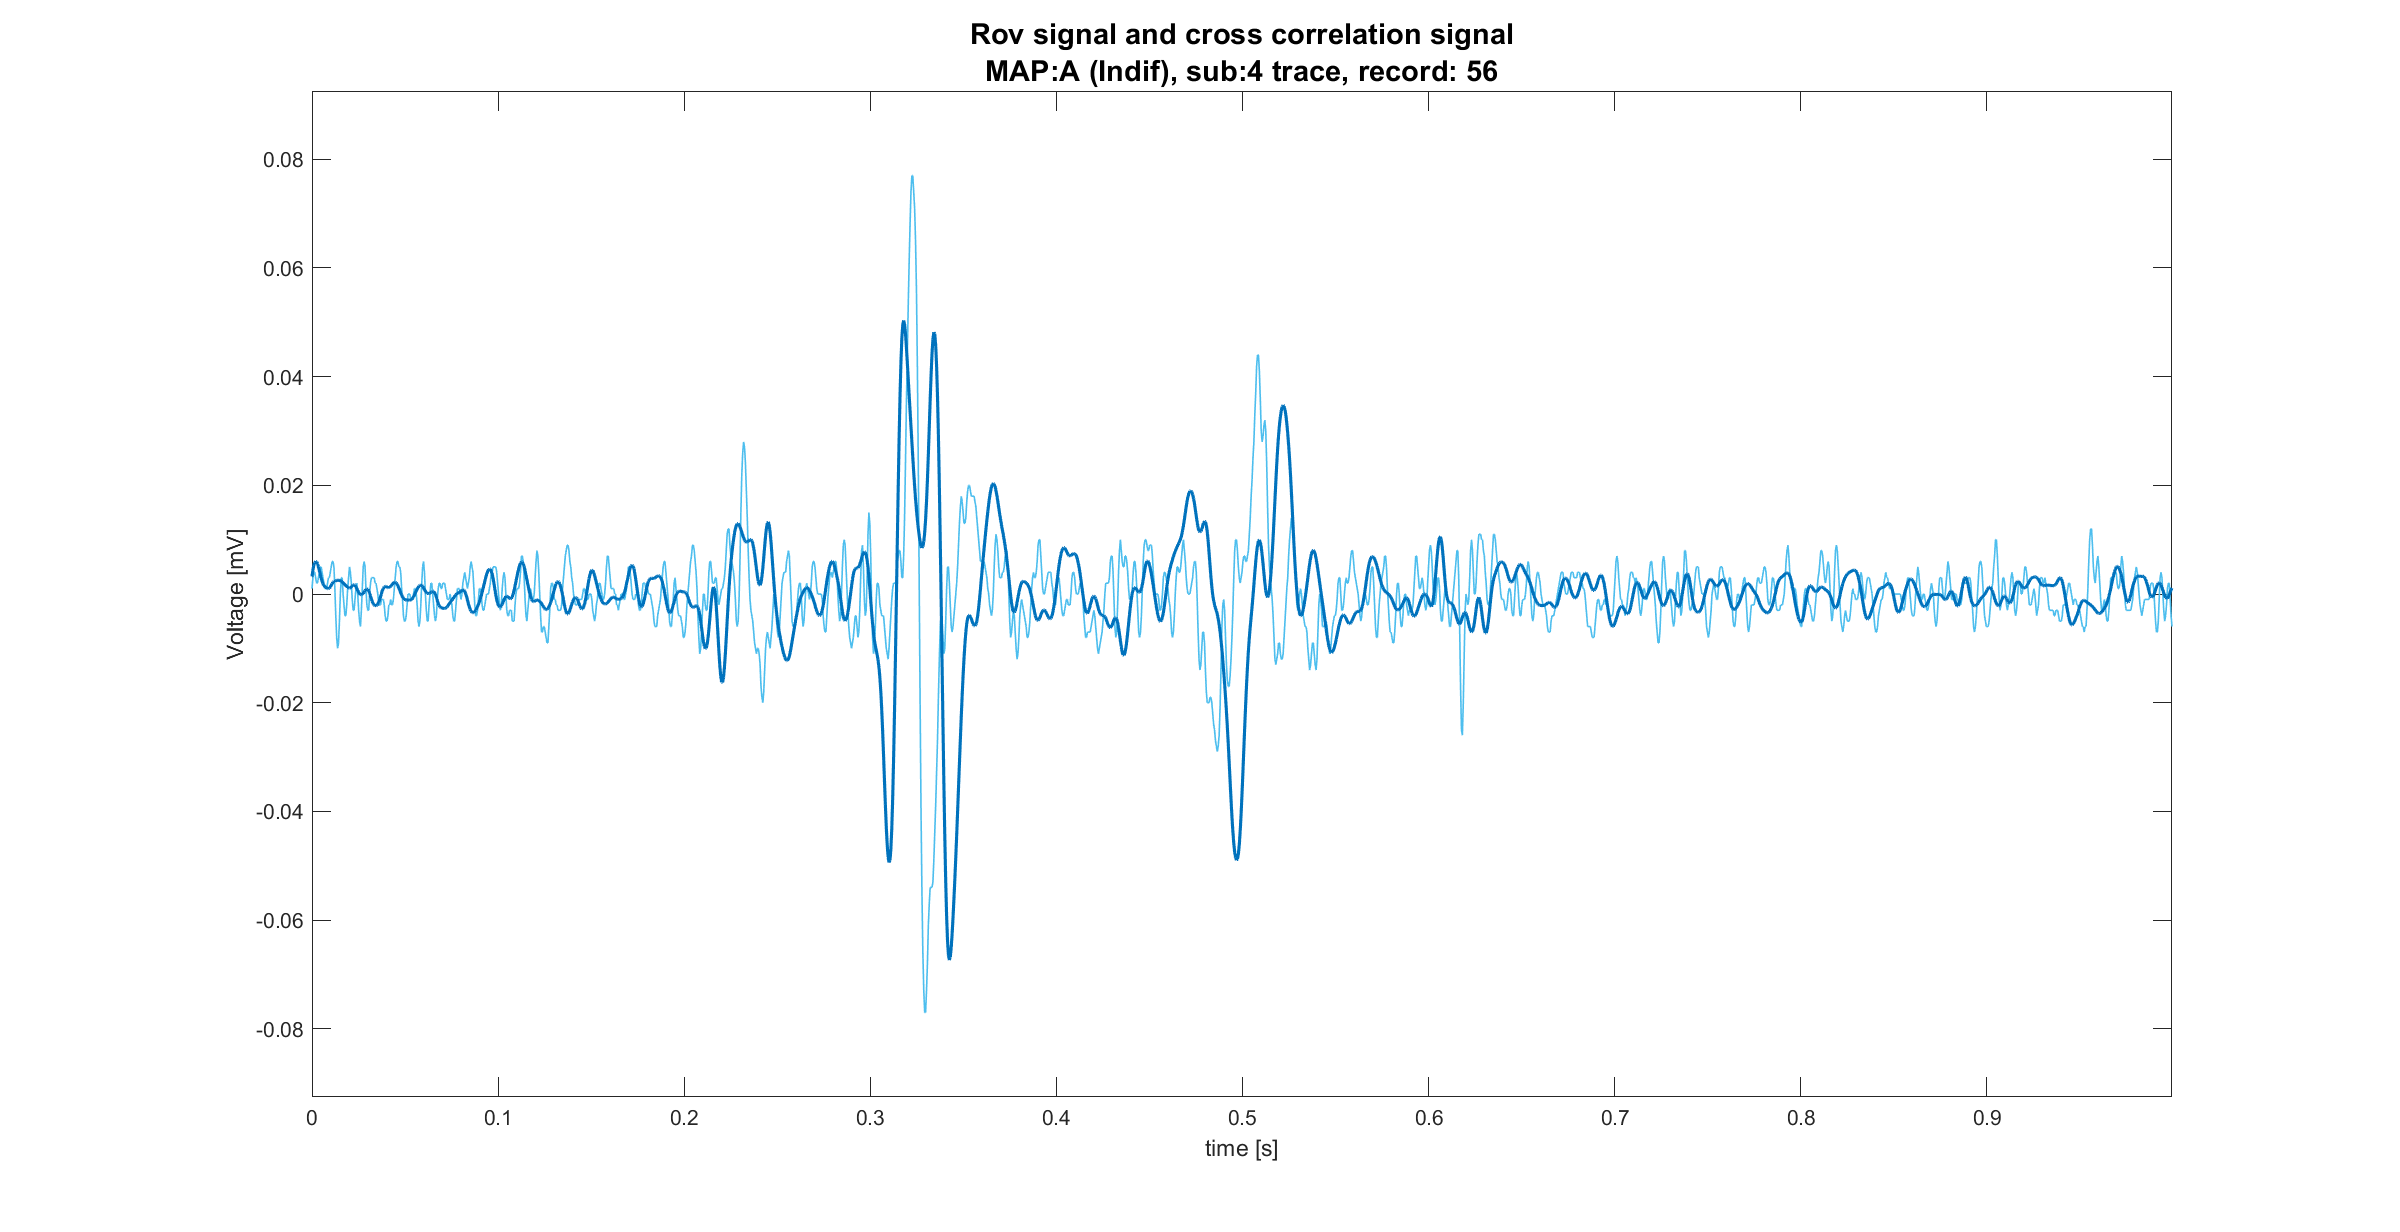 Rov signal and cross correlation signal
MAP:A (Indif), sub:4 trace, record: 56
0.08
0.06
0.04
0.02
0
-0.02
-0.04
-0.06
-0.08
Voltage [mV]
0 0.1 0.2 0.3 0.4 0.5 0.6 0.7 0.8 0.9
time [s]